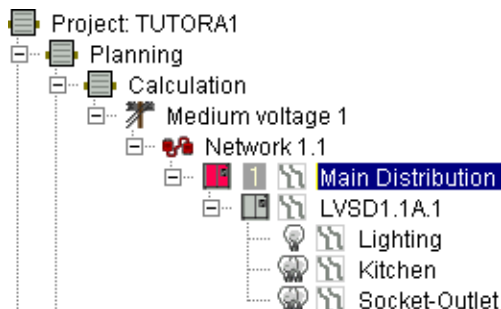 Project: TUTORA1
Planning
Calculation
Medium voltage 1
Network 1.1
1 Main Distribution
LVSD1.1A.1
Lighting
Kitchen
Socket-Outlet